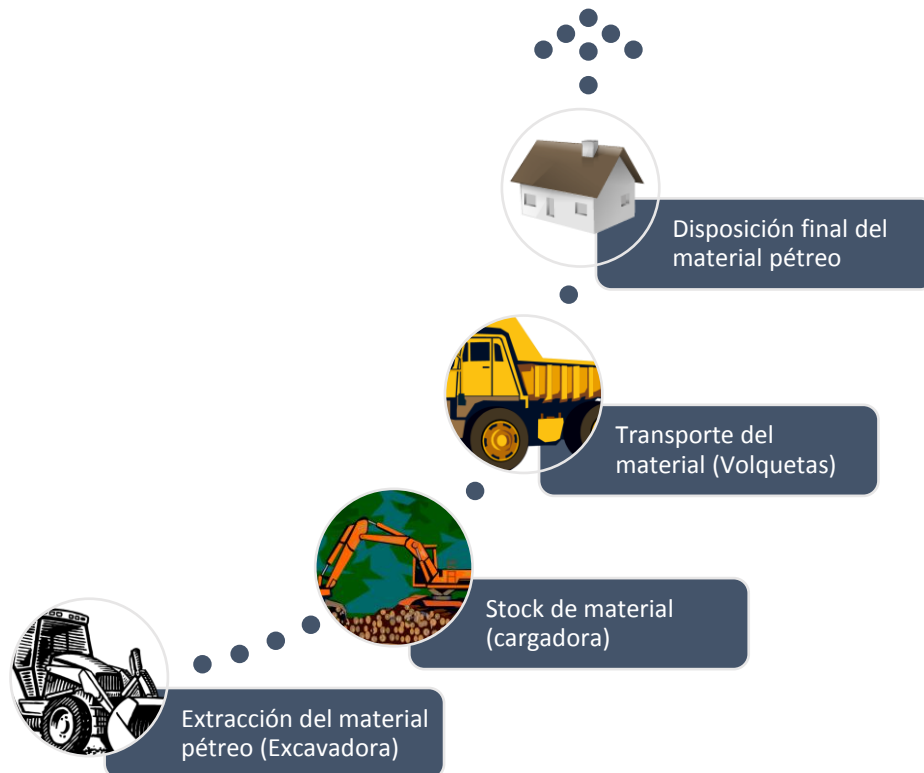 Disposición final del
material pétreo
Transporte del
material (Volquetas)
Stock de material
(cargadora)
Extracción del material
pétreo (Excavadora)